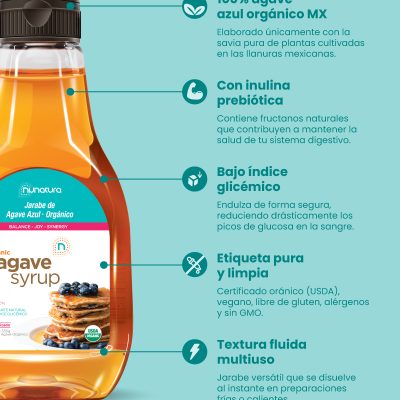 100% agave
azul orgánico MX
Elaborado únicamente con la
savia pura de plantas cultivadas
en las llanuras mexicanas.
Con inulina
prebiótica
Contiene fructanos naturales
que contribuyen a mantener la
salud de tu sistema digestivo.
Bajo índice
glicémico
Endulza de forma segura,
reduciendo drásticamente los
picos de glucosa en la sangre.
Etiqueta pura
y limpia
Certificado oránico (USDA),
vegano, libre de gluten, alérgenos
y sin GMO.
Textura fluida
multiuso
Jarabe versátil que se disuelve
al instante en preparaciones
frías o calientes.
nunatura
Jarabe de
Agave Azul · Orgánico
BALANCE · JOY · SYNERGY
nic
agave
syrup
n
USDA